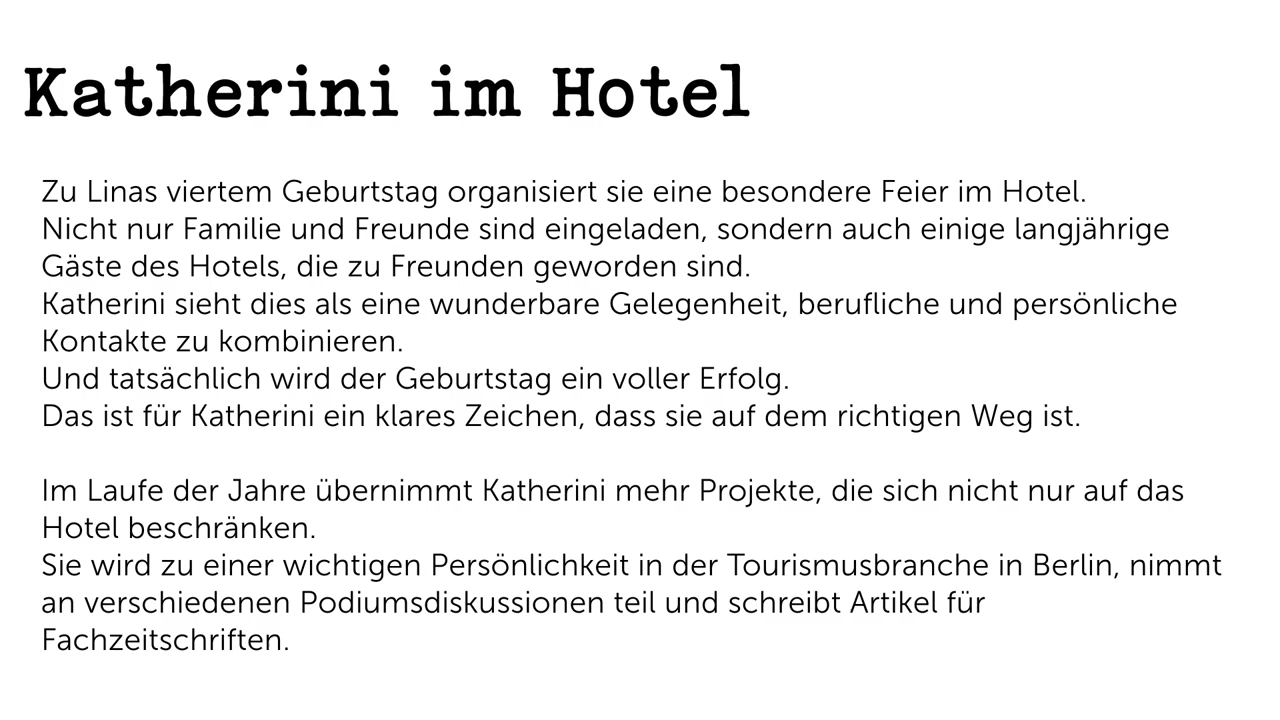 Katherini im Hotel
Zu Linas viertem Geburtstag organisiert sie eine besondere Feier im Hotel.
Nicht nur Familie und Freunde sind eingeladen, sondern auch einige langjährige
Gäste des Hotels, die zu Freunden geworden sind.
Katherini sieht dies als eine wunderbare Gelegenheit, berufliche und persönliche
Kontakte zu kombinieren.
Und tatsächlich wird der Geburtstag ein voller Erfolg.
Das ist für Katherini ein klares Zeichen, dass sie auf dem richtigen Weg ist.
Im Laufe der Jahre übernimmt Katherini mehr Projekte, die sich nicht nur auf das
Hotel beschränken.
Sie wird zu einer wichtigen Persönlichkeit in der Tourismusbranche in Berlin, nimmt
an verschiedenen Podiumsdiskussionen teil und schreibt Artikel für
Fachzeitschriften.